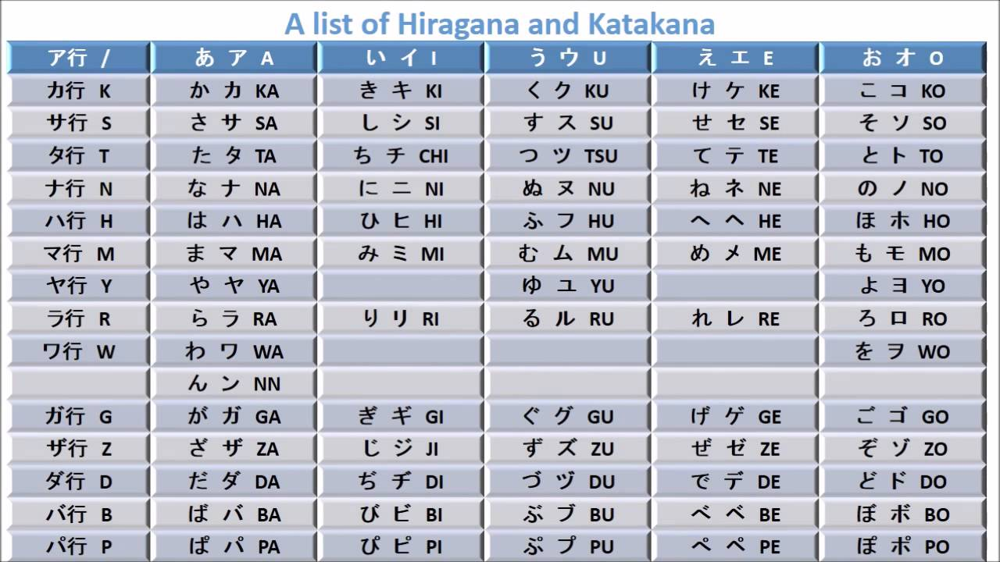 A list of Hiragana and Katakana
ア行 / あ ア A い イ I う ウ U え エ E お オ O
カ行 K か カ KA き キ KI く ク KU け ケ KE こ コ KO
サ行 S さ サ SA し シ SI す ス SU せ セ SE そ ソ SO
タ行 T た タ TA ち チ CHI つ ツ TSU て テ TE と ト TO
ナ行 N な ナ NA に ニ NI ぬ ヌ NU ね ネ NE の ノ NO
ハ行 H は ハ HA ひ ヒ HI ふ フ HU へ ヘ HE ほ ホ HO
マ行 M ま マ MA み ミ MI む ム MU め メ ME も モ MO
ヤ行 Y や ヤ YA ゆ ユ YU よ ヨ YO
ラ行 R ら ラ RA り リ RI る ル RU れ レ RE ろ ロ RO
ワ行 W わ ワ WA を ヲ WO
ん ン NN
ガ行 G が ガ GA ぎ ギ GI ぐ グ GU げ ゲ GE ご ゴ GO
ザ行 Z ざ ザ ZA じ ジ JI ず ズ ZU ぜ ゼ ZE ぞ ゾ ZO
ダ行 D だ ダ DA ぢ ヂ DI づ ヅ DU で デ DE ど ド DO
バ行 B ば バ BA び ビ BI ぶ ブ BU べ ベ BE ぼ ボ BO
パ行 P ぱ パ PA ぴ ピ PI ぷ プ PU ぺ ペ PE ぽ ポ PO